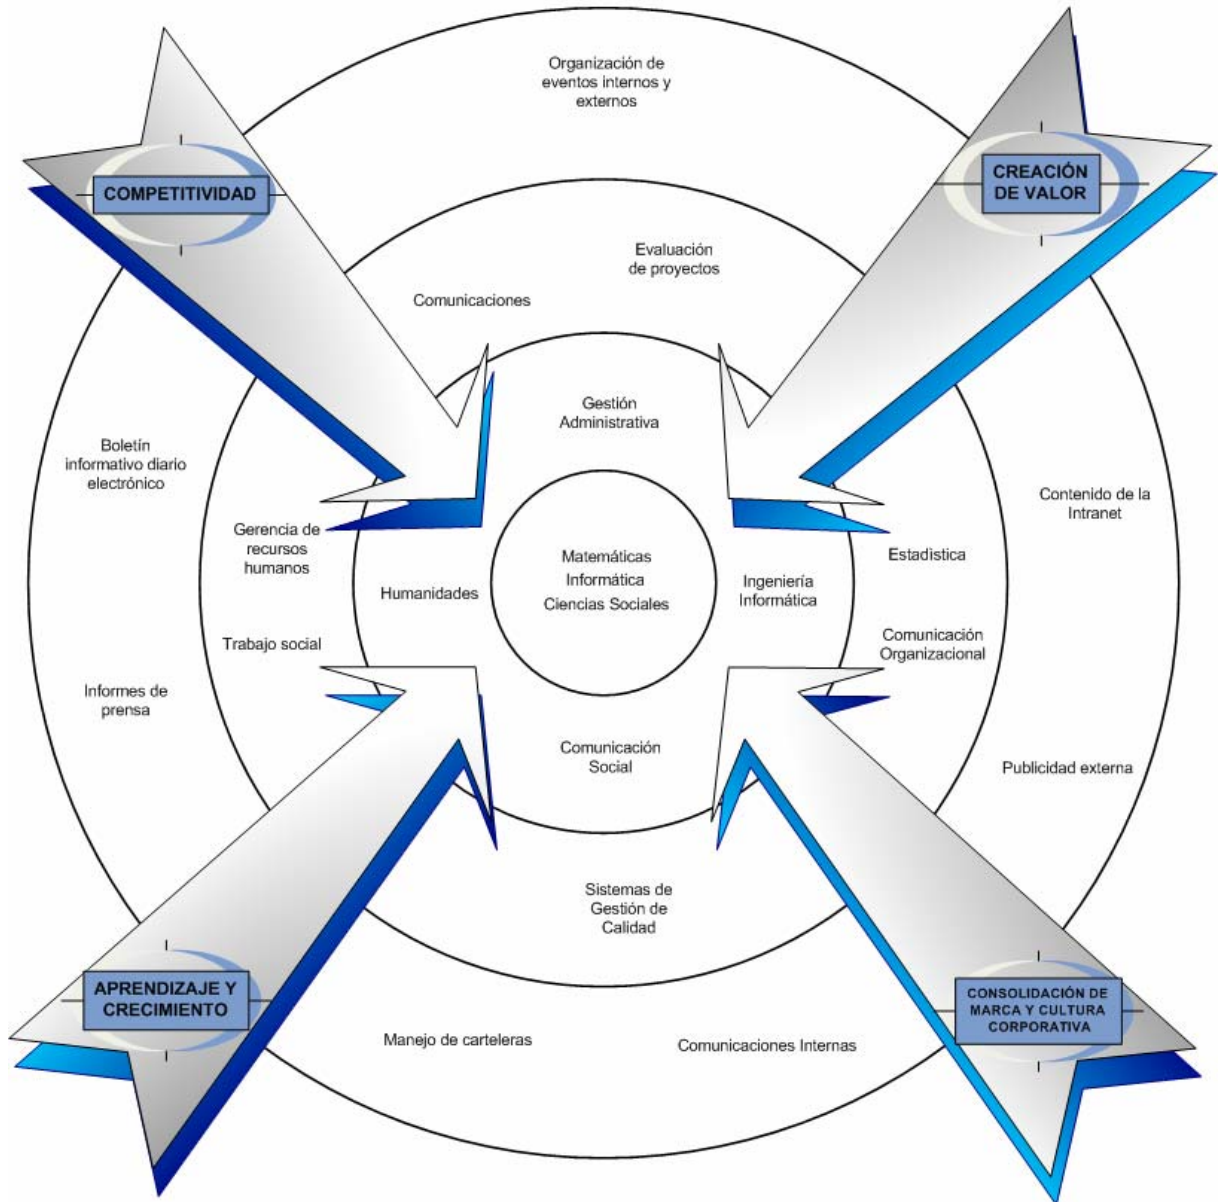 Organización de
eventos internos y
externos
COMPETITIVIDAD
CREACIÓN
DE VALOR
Evaluación
de proyectos
Comunicaciones
Gestión
Administrativa
Boletín
informativo diario
electrónico
Contenido de la
Intranet
Gerencia de
recursos
humanos
Estadìstica
Matemáticas
Informática
Ciencias Sociales
Humanidades
Ingeniería
Informática
Trabajo social
Comunicación
Organizacional
Informes de
prensa
Comunicación
Social
Publicidad externa
Sistemas de
Gestión de
Calidad
APRENDIZAJE Y
CRECIMIENTO
CONSOLIDACIÓN DE
MARCA Y CULTURA
CORPORATIVA
Manejo de carteleras
Comunicaciones Internas